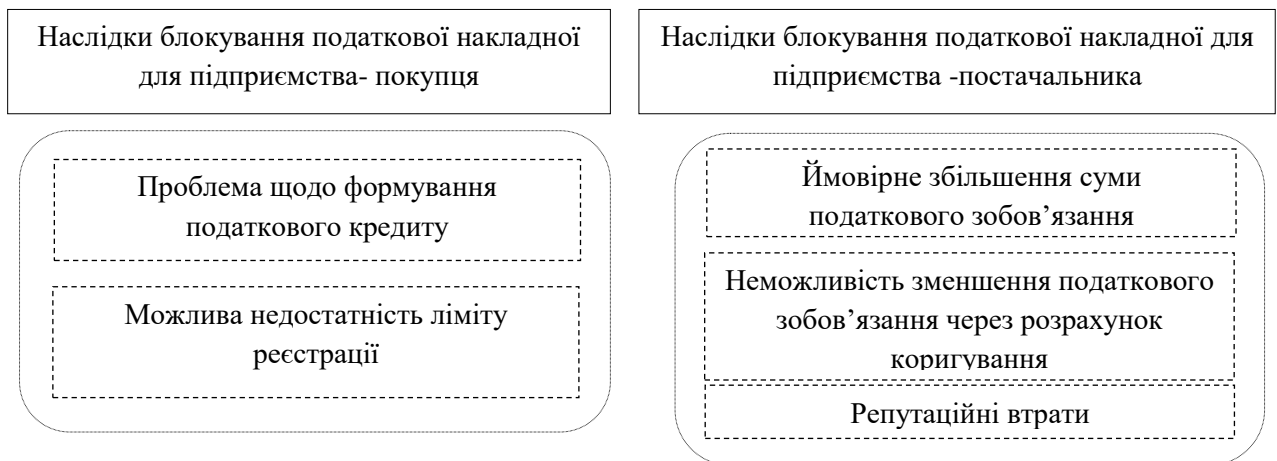 Наслідки блокування податкової накладної
для підприємства- покупця
Проблема щодо формування
податкового кредиту
Можлива недостатність ліміту
реєстрації
Наслідки блокування податкової накладної для
підприємства -постачальника
Ймовірне збільшення суми
податкового зобов’язання
Неможливість зменшення податкового
зобов’язання через розрахунок
коригування
Репутаційні втрати